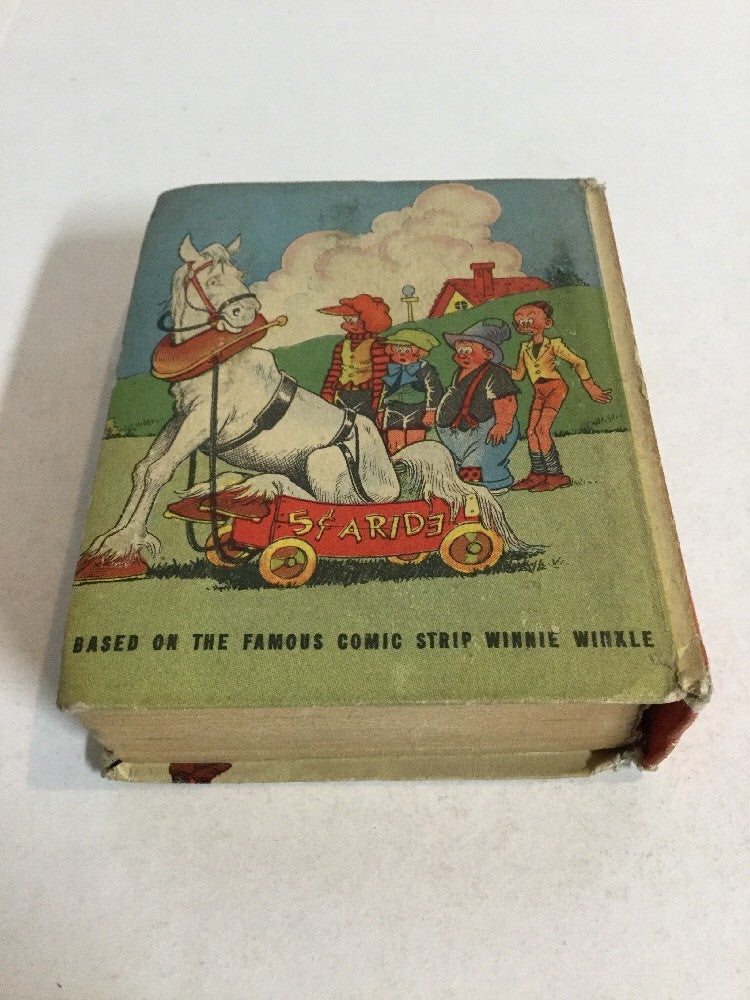 5¢ A RIDE
BASED ON THE FAMOUS COMIC STRIP WINNIE WINKLE